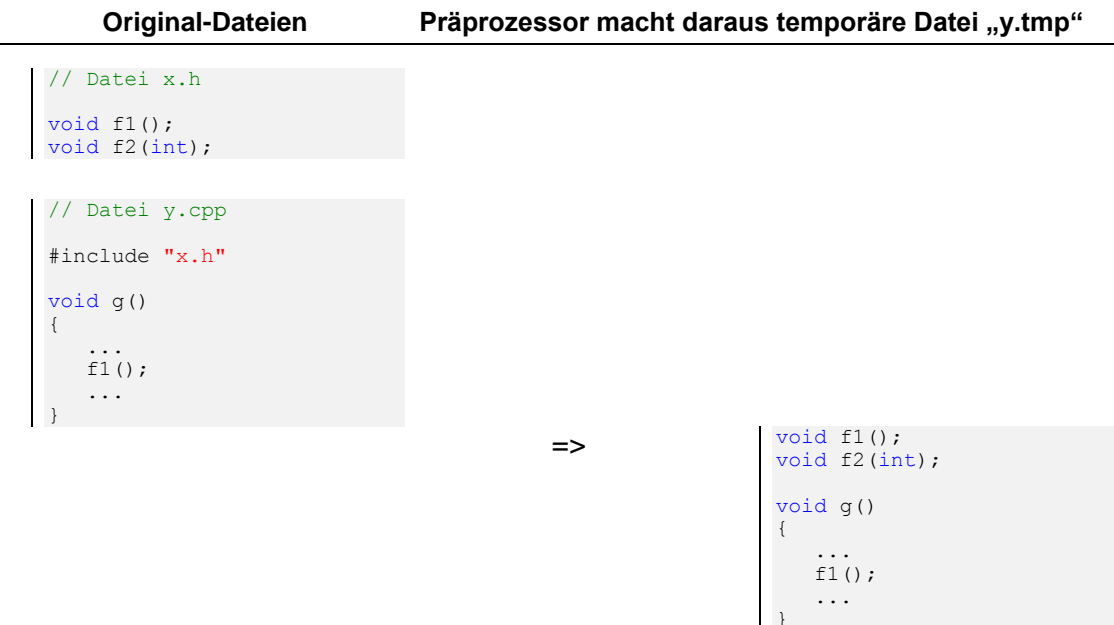 Original-Dateien Präprozessor macht daraus temporäre Datei „y.tmp“
// Datei x.h
void f1();
void f2(int);
// Datei y.cpp
#include "x.h"
void g()
{
...
f1();
...
}
=>
void f1();
void f2(int);
void g()
{
...
f1();
...
}